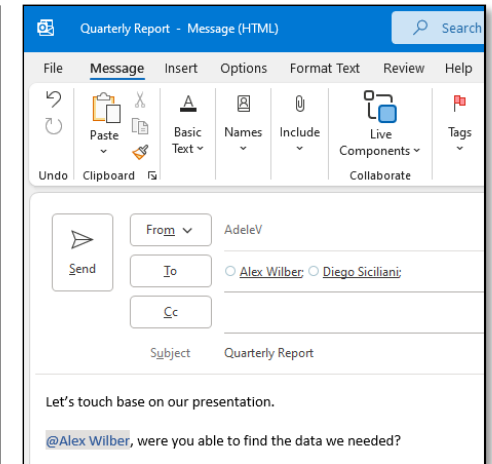 Quarterly Report - Message (HTML)
Search
File Message Insert Options Format Text Review Help
Paste
Basic Text
Names
Include
Live Components
Tags
Undo Clipboard Collaborate
Send
From AdeleV
To Alex Wilber; Diego Siciliani;
Cc
Subject Quarterly Report
Let's touch base on our presentation.
@Alex Wilber, were you able to find the data we needed?